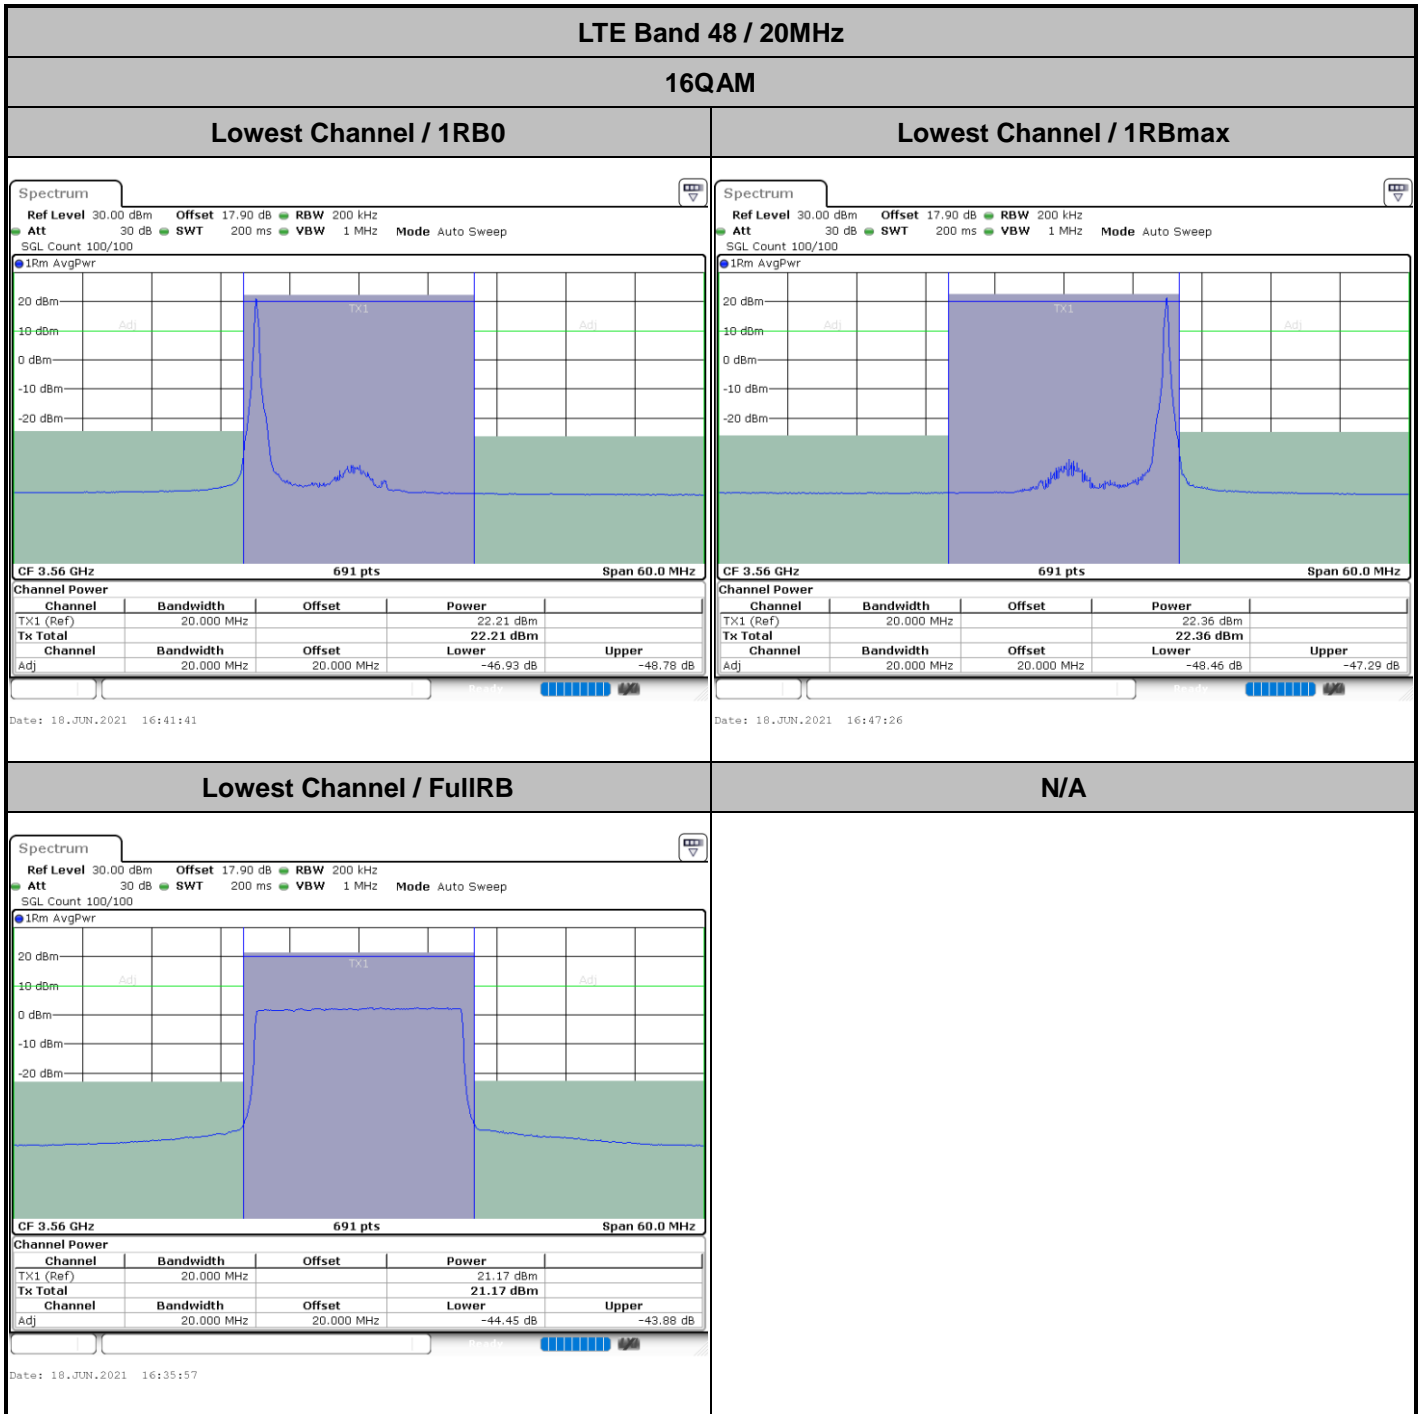 LTE Band 48 / 20MHz
16QAM
Lowest Channel / 1RB0
Lowest Channel / 1RBmax
Spectrum
Ref Level 30.00 dBm Offset 17.90 dB RBW 200 kHz
Att 30 dB SWT 200 ms VBW 1 MHz Mode Auto Sweep
SGL Count 100/100
1Rm AvgPwr
20 dBm
TX1
Adj
Adj
10 dBm
0 dBm
-10 dBm
-20 dBm
CF 3.56 GHz 691 pts Span 60.0 MHz
Channel Power
Channel Bandwidth Offset Power
TX1 (Ref) 20.000 MHz 22.21 dBm
Tx Total 22.21 dBm
Channel Bandwidth Offset Lower Upper
Adj 20.000 MHz 20.000 MHz -46.93 dB -48.78 dB
Ready
Date: 18.JUN.2021 16:41:41
Spectrum
Ref Level 30.00 dBm Offset 17.90 dB RBW 200 kHz
Att 30 dB SWT 200 ms VBW 1 MHz Mode Auto Sweep
SGL Count 100/100
1Rm AvgPwr
20 dBm
TX1
Adj
Adj
10 dBm
0 dBm
-10 dBm
-20 dBm
CF 3.56 GHz 691 pts Span 60.0 MHz
Channel Power
Channel Bandwidth Offset Power
TX1 (Ref) 20.000 MHz 22.36 dBm
Tx Total 22.36 dBm
Channel Bandwidth Offset Lower Upper
Adj 20.000 MHz 20.000 MHz -48.46 dB -47.29 dB
Ready
Date: 18.JUN.2021 16:47:26
Lowest Channel / FullRB
N/A
Spectrum
Ref Level 30.00 dBm Offset 17.90 dB RBW 200 kHz
Att 30 dB SWT 200 ms VBW 1 MHz Mode Auto Sweep
SGL Count 100/100
1Rm AvgPwr
20 dBm
TX1
Adj
Adj
10 dBm
0 dBm
-10 dBm
-20 dBm
CF 3.56 GHz 691 pts Span 60.0 MHz
Channel Power
Channel Bandwidth Offset Power
TX1 (Ref) 20.000 MHz 21.17 dBm
Tx Total 21.17 dBm
Channel Bandwidth Offset Lower Upper
Adj 20.000 MHz 20.000 MHz -44.45 dB -43.88 dB
Ready
Date: 18.JUN.2021 16:35:57